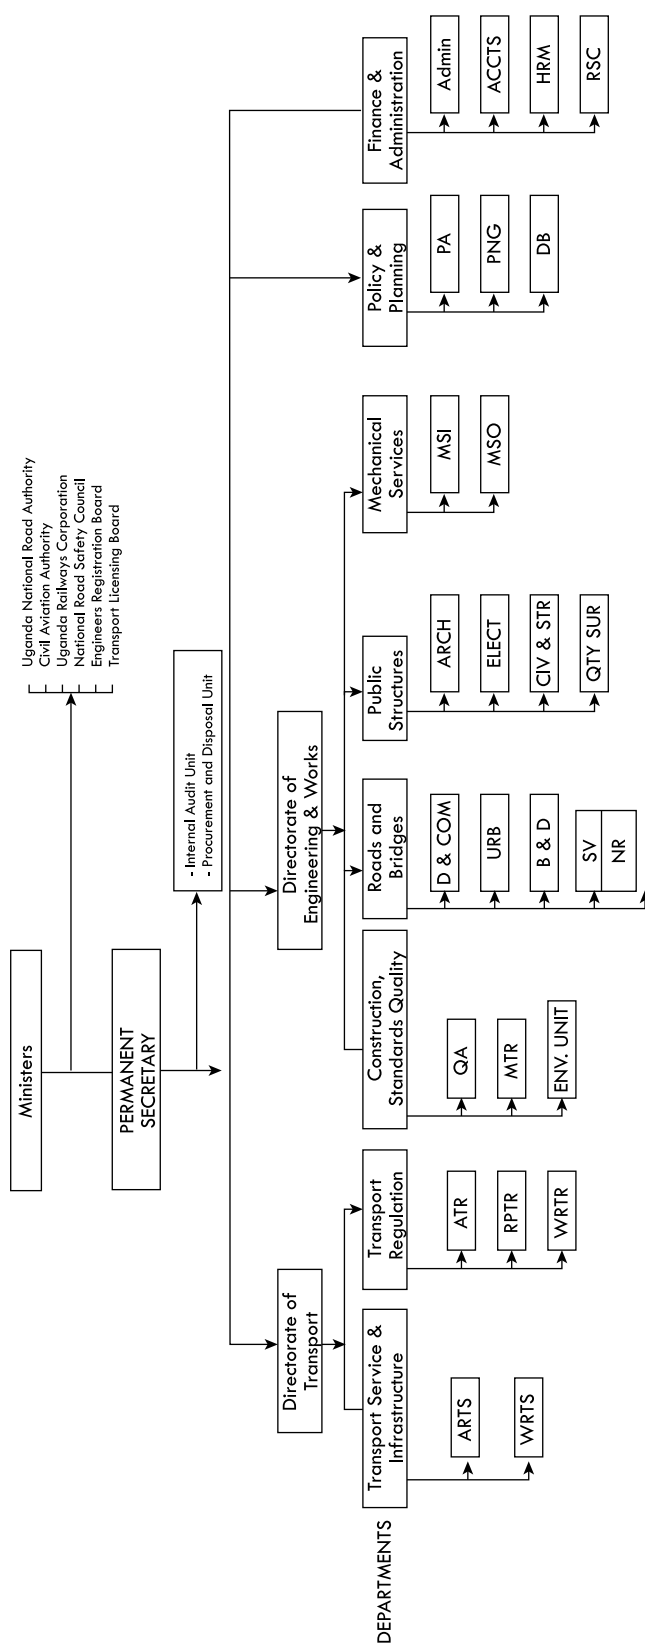 Ministers
Uganda National Road Authority
Civil Aviation Authority
Uganda Railways Corporation
National Road Safety Council
Engineers Registration Board
Transport Licensing Board
PERMANENT
SECRETARY
- Internal Audit Unit
- Procurement and Disposal Unit
Directorate of
Transport
Directorate of
Engineering & Works
DEPARTMENTS
Transport Service &
Infrastructure
ARTS
WRTS
Transport
Regulation
ATR
RPTR
WRTR
Construction,
Standards Quality
QA
MTR
ENV. UNIT
Roads and
Bridges
D & COM
URB
B & D
SV
NR
Public
Structures
ARCH
ELECT
CIV & STR
QTY SUR
Mechanical
Services
MSI
MSO
Policy &
Planning
PA
PNG
DB
Finance &
Administration
Admin
ACCTS
HRM
RSC